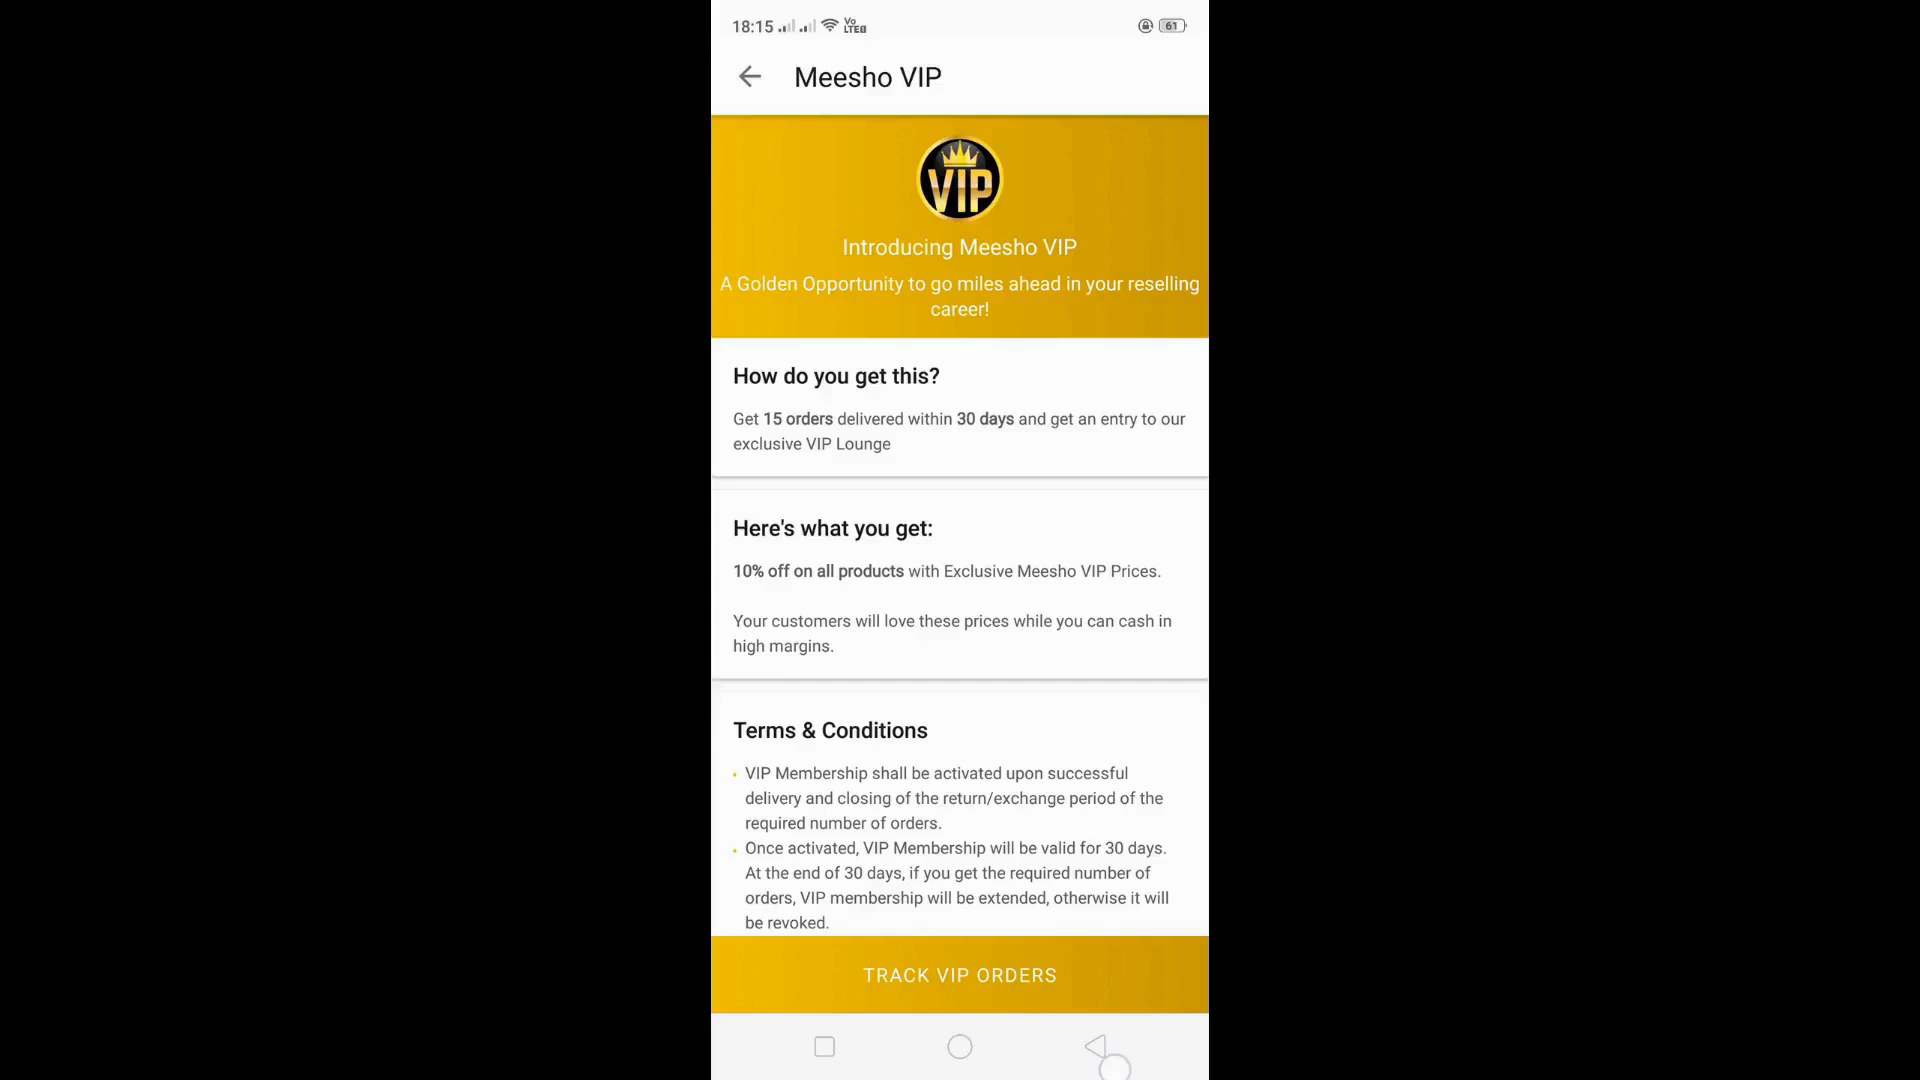 18:15 Vo LTE 61
Meesho VIP
VIP
Introducing Meesho VIP
A Golden Opportunity to go miles ahead in your reselling
career!
How do you get this?
Get 15 orders delivered within 30 days and get an entry to our
exclusive VIP Lounge
Here's what you get:
10% off on all products with Exclusive Meesho VIP Prices.
Your customers will love these prices while you can cash in
high margins.
Terms & Conditions
• VIP Membership shall be activated upon successful
delivery and closing of the return/exchange period of the
required number of orders.
• Once activated, VIP Membership will be valid for 30 days.
At the end of 30 days, if you get the required number of
orders, VIP membership will be extended, otherwise it will
be revoked.
TRACK VIP ORDERS